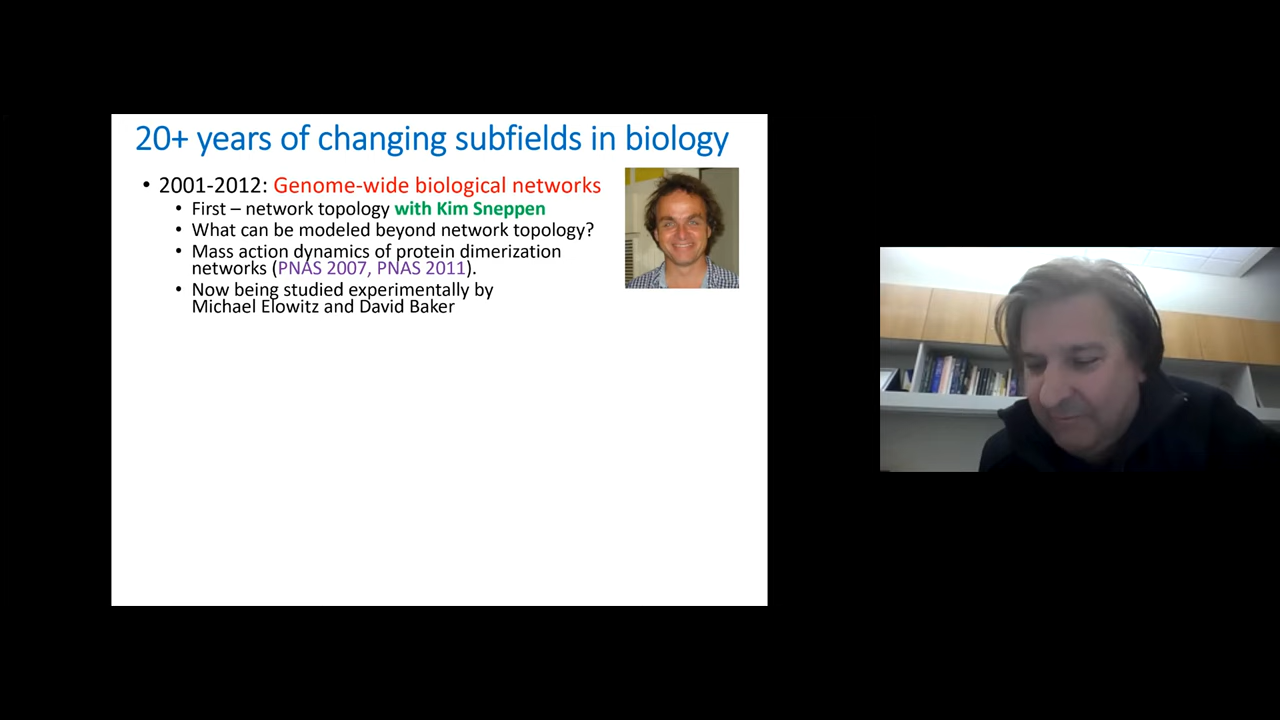 20+ years of changing subfields in biology
• 2001-2012: Genome-wide biological networks
• First – network topology with Kim Sneppen
• What can be modeled beyond network topology?
• Mass action dynamics of protein dimerization
networks (PNAS 2007, PNAS 2011).
• Now being studied experimentally by
Michael Elowitz and David Baker